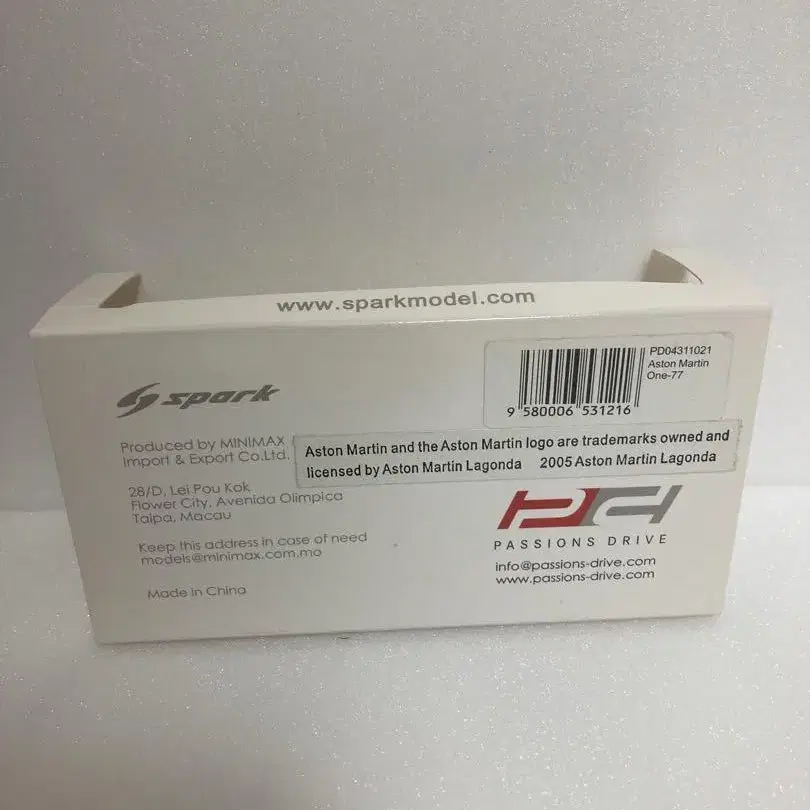 www.sparkmodel.com
spark
Produced by MINIMAX
Import & Export Co.Ltd.
28/D, Lei Pou Kok
Flower City, Avenida Olimpica
Taipa, Macau
Keep this address in case of need
models@minimax.com.mo
Made in China
PD04311021
Aston Martin
One-77
9 580006 531216
Aston Martin and the Aston Martin logo are trademarks owned and
licensed by Aston Martin Lagonda 2005 Aston Martin Lagonda
PD
PASSIONS DRIVE
info@passions-drive.com
www.passions-drive.com